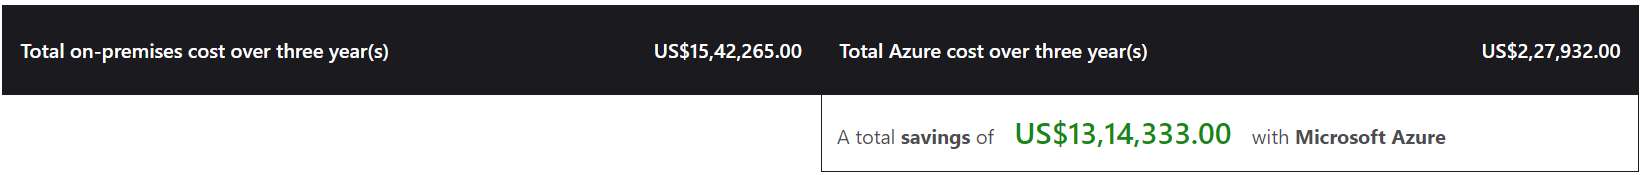 Total on-premises cost over three year(s) US$15,42,265.00 Total Azure cost over three year(s) US$2,27,932.00
A total savings of US$13,14,333.00 with Microsoft Azure